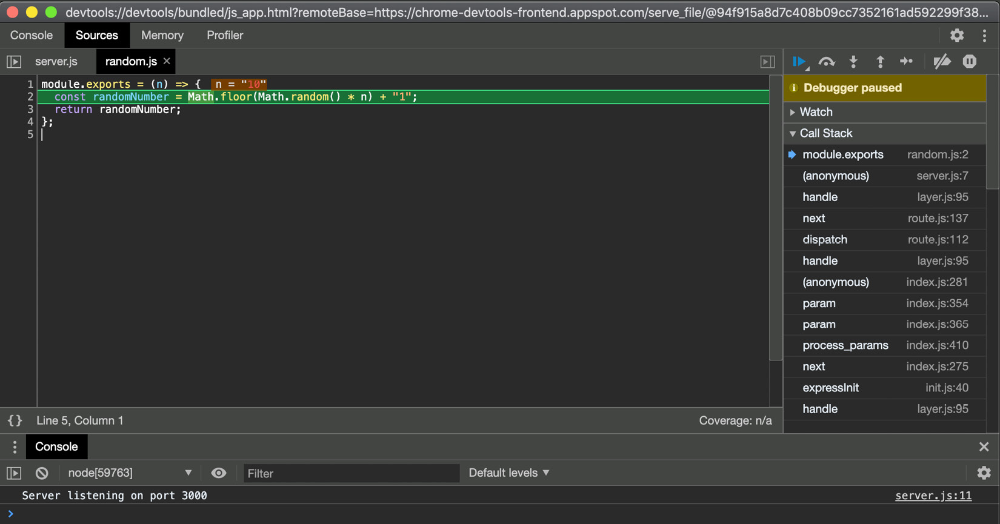 devtools://devtools/bundled/js_app.html?remoteBase=https://chrome-devtools-frontend.appspot.com/serve_file/@94f915a8d7c408b09cc7352161ad592299f38...
Console Sources Memory Profiler
server.js random.js ×
1 module.exports = (n) => { n = "10"
2 const randomNumber = Math.floor(Math.random() * n) + "1";
3 return randomNumber;
4 };
5
Debugger paused
Watch
Call Stack
module.exports random.js:2
(anonymous) server.js:7
handle layer.js:95
next route.js:137
dispatch route.js:112
handle layer.js:95
(anonymous) index.js:281
param index.js:354
param index.js:365
process_params index.js:410
next index.js:275
expressInit init.js:40
handle layer.js:95
{} Line 5, Column 1 Coverage: n/a
Console
node[59763] Filter Default levels
Server listening on port 3000 server.js:11
>